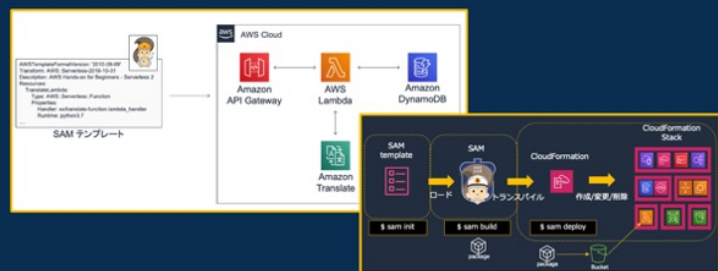 AWSTemplateFormatVersion: '2010-09-09'
Transform: AWS::Serverless-2016-10-31
Description: AWS Hands-on for Beginners - Serverless 2
Resources:
TranslateLambda:
Type: AWS::Serverless::Function
Properties:
Handler: lambda_handler
Runtime: python3.7
SAM テンプレート
aws
AWS Cloud
Amazon
API Gateway
AWS
Lambda
Amazon
DynamoDB
Amazon
Translate
SAM
template
SAM
CloudFormation
CloudFormation
Stack
ロード
トランスパイル
作成/変更/削除
$ sam init
$ sam build
$ sam deploy
package
package
Bucket